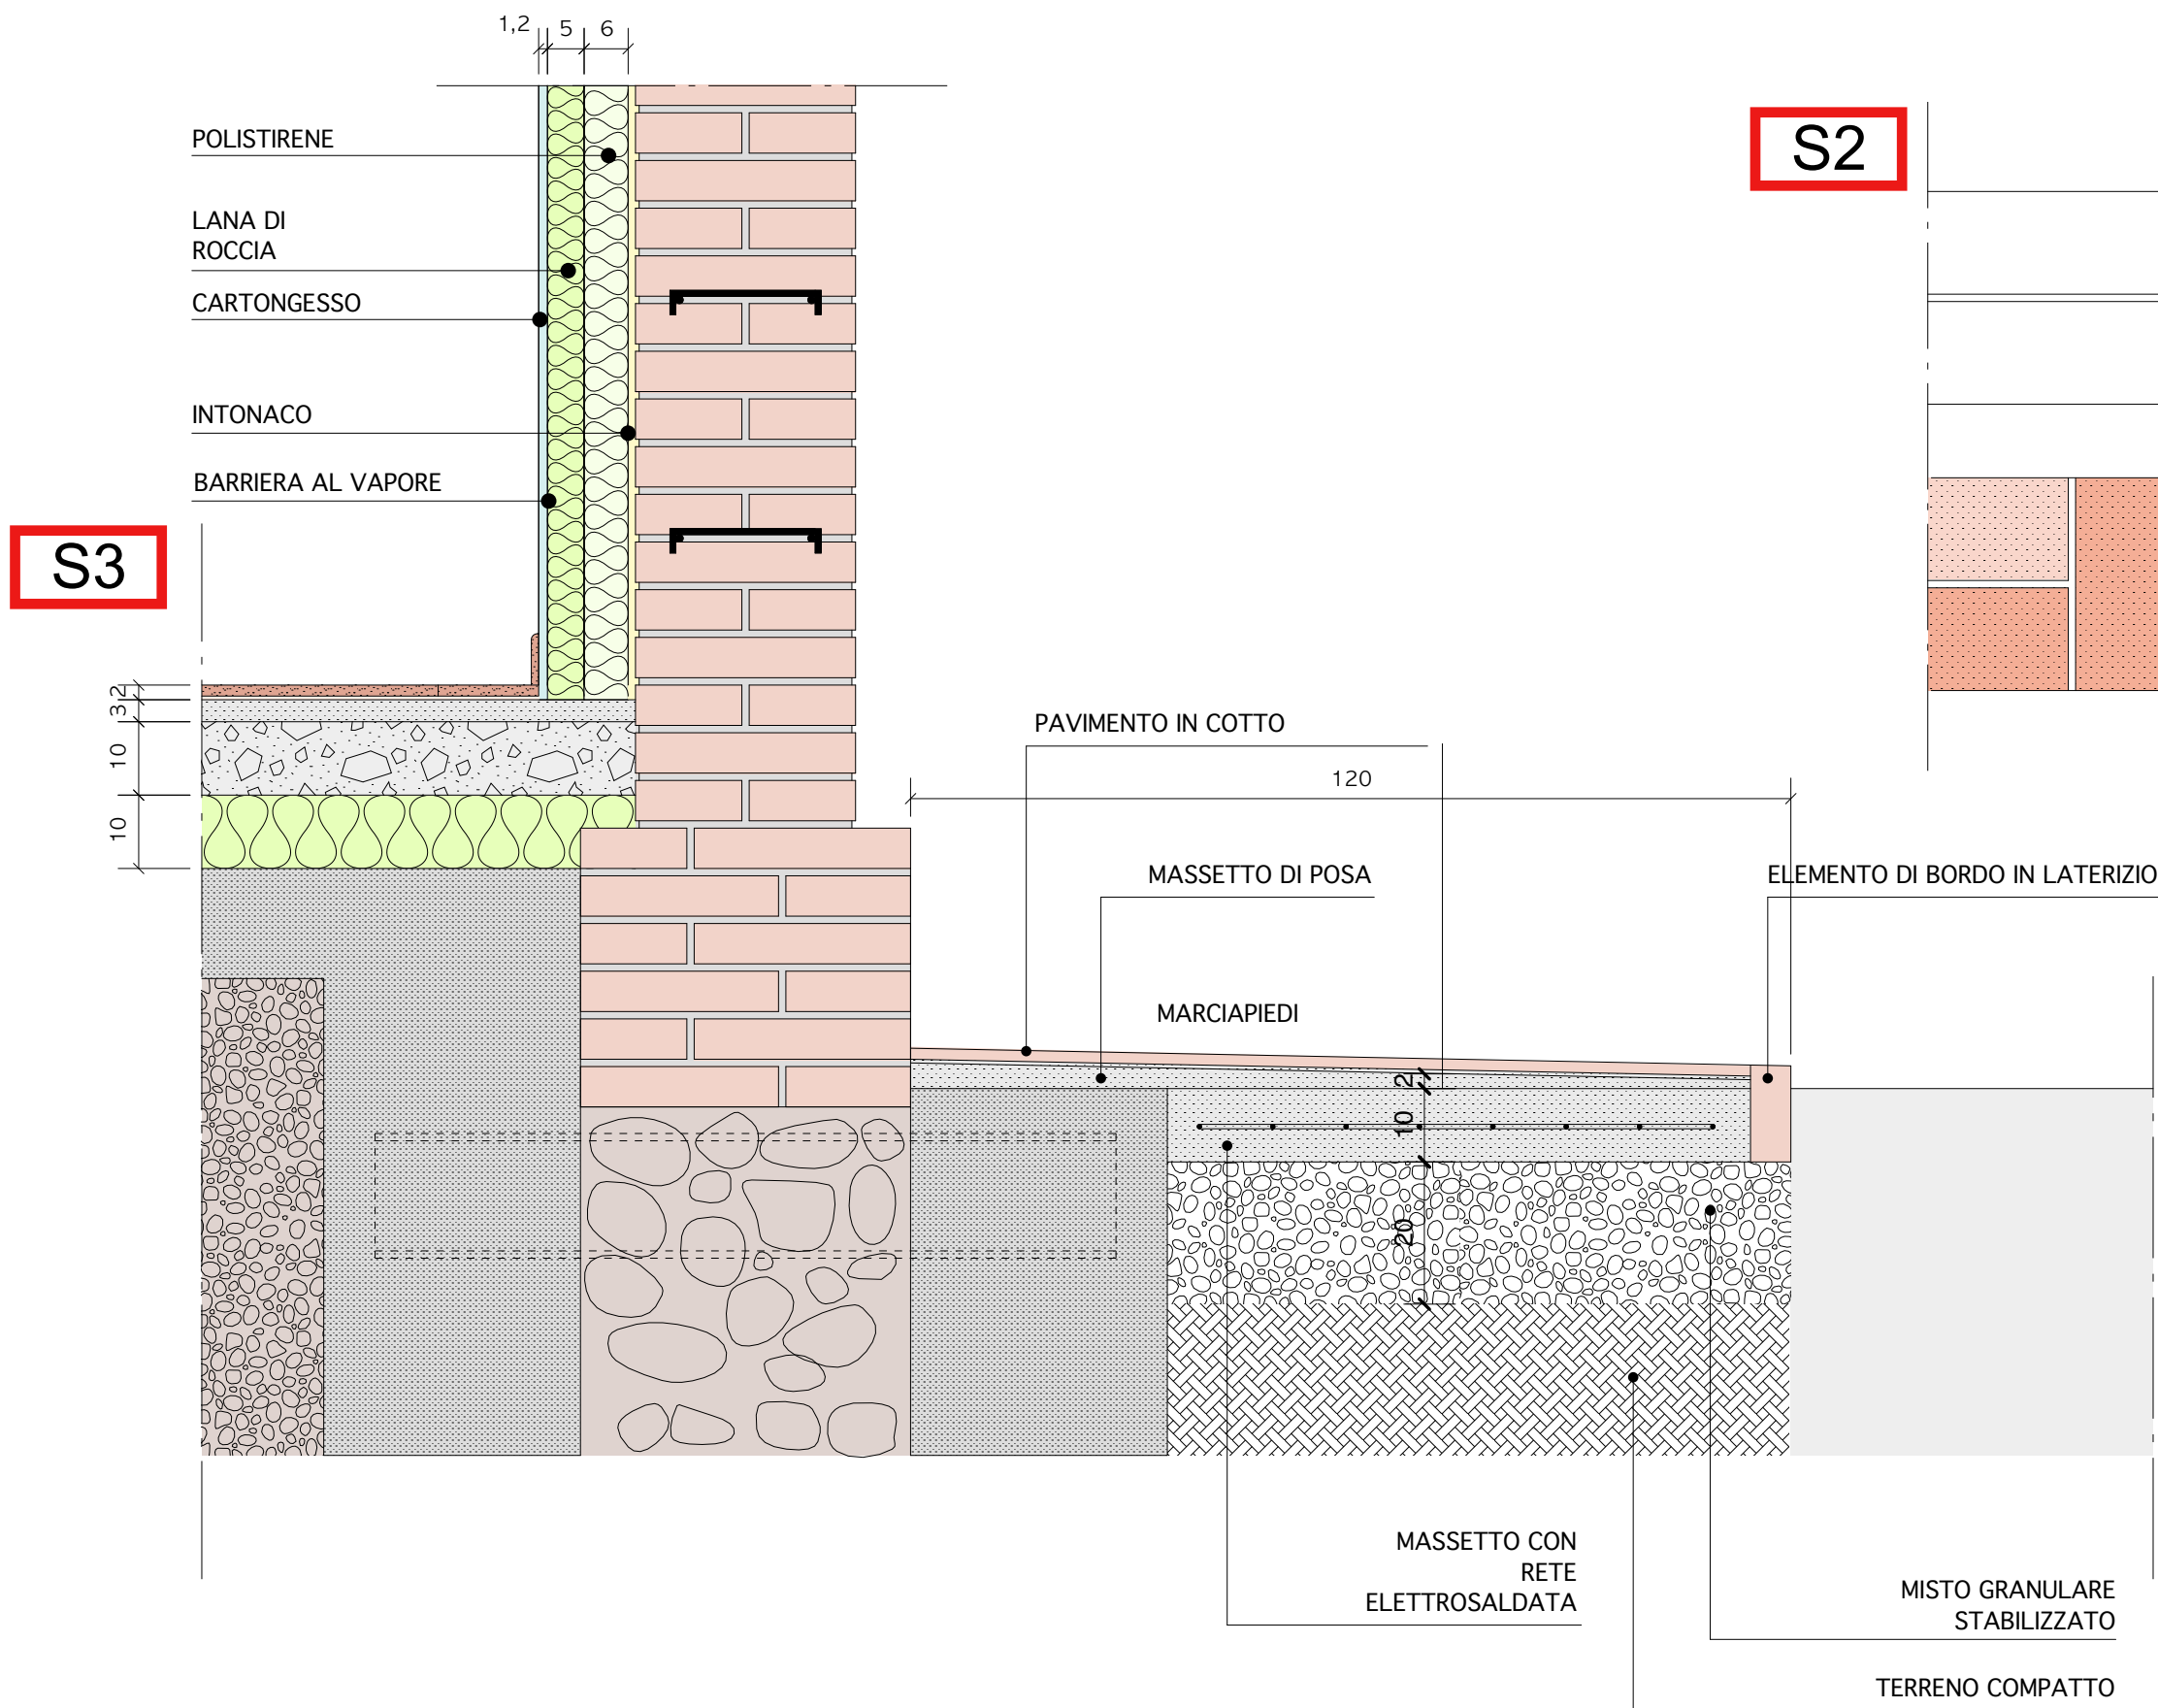 1,2 5 6
POLISTIRENE
LANA DI
ROCCIA
CARTONGESSO
INTONACO
BARRIERA AL VAPORE
S2
S3
2
3
10
10
PAVIMENTO IN COTTO
120
MASSETTO DI POSA
ELEMENTO DI BORDO IN LATERIZIO
MARCIAPIEDI
2
10
20
MASSETTO CON
RETE
ELETTROSALDATA
MISTO GRANULARE
STABILIZZATO
TERRENO COMPATTO